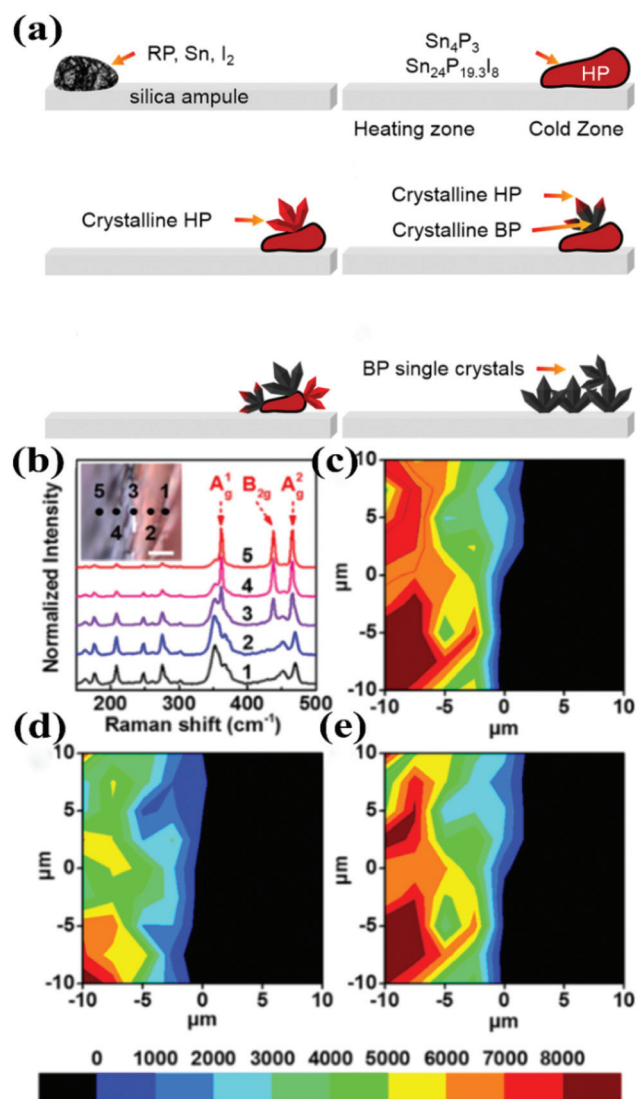 (a)
RP, Sn, I2
silica ampule
Sn4P3
Sn24P19.3I8
HP
Heating zone
Cold Zone
Crystalline HP
Crystalline HP
Crystalline BP
BP single crystals
(b)
Normalized Intensity
5 3 1
4 2
A1g B2g A2g
5
4
3
2
1
200 300 400 500
Raman shift (cm-1)
(c)
µm
10
5
0
-5
-10
-10 -5 0 5 10
µm
(d)
µm
10
5
0
-5
-10
-10 -5 0 5 10
µm
(e)
µm
10
5
0
-5
-10
-10 -5 0 5 10
µm
0 1000 2000 3000 4000 5000 6000 7000 8000